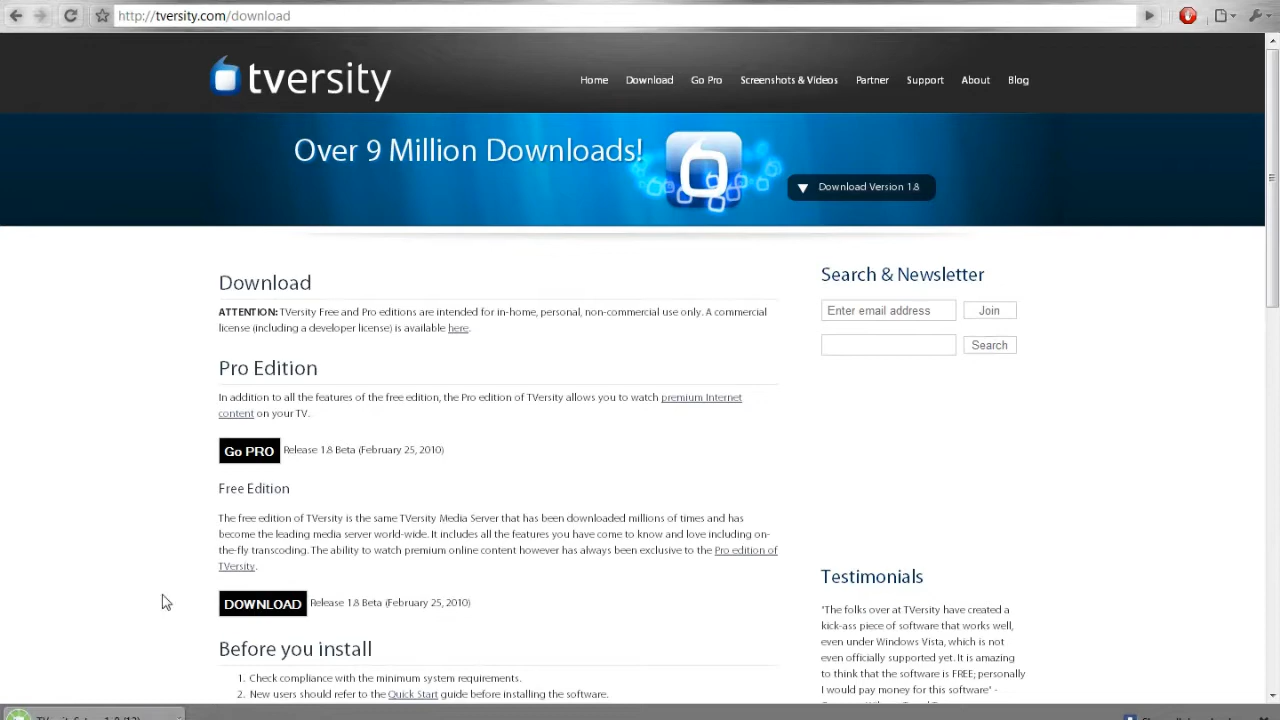 http://tversity.com/download
tversity
Home Download Go Pro Screenshots & Videos Partner Support About Blog
Over 9 Million Downloads!
Download Version 1.8
Download
ATTENTION: TVersity Free and Pro editions are intended for in-home, personal, non-commercial use only. A commercial
license (including a developer license) is available here.
Pro Edition
In addition to all the features of the free edition, the Pro edition of TVersity allows you to watch premium Internet
content on your TV.
Go PRO Release 1.8 Beta (February 25, 2010)
Free Edition
The free edition of TVersity is the same TVersity Media Server that has been downloaded millions of times and has
become the leading media server world-wide. It includes all the features you have come to know and love including on-
the-fly transcoding. The ability to watch premium online content however has always been exclusive to the Pro edition of
TVersity.
DOWNLOAD Release 1.8 Beta (February 25, 2010)
Before you install
1. Check compliance with the minimum system requirements.
2. New users should refer to the Quick Start guide before installing the software.
Search & Newsletter
Enter email address Join
Search
Testimonials
"The folks over at TVersity have created a
kick-ass piece of software that works well,
even under Windows Vista, which is not
even officially supported yet. It is amazing
to think that the software is FREE; personally
I would pay money for this software" -